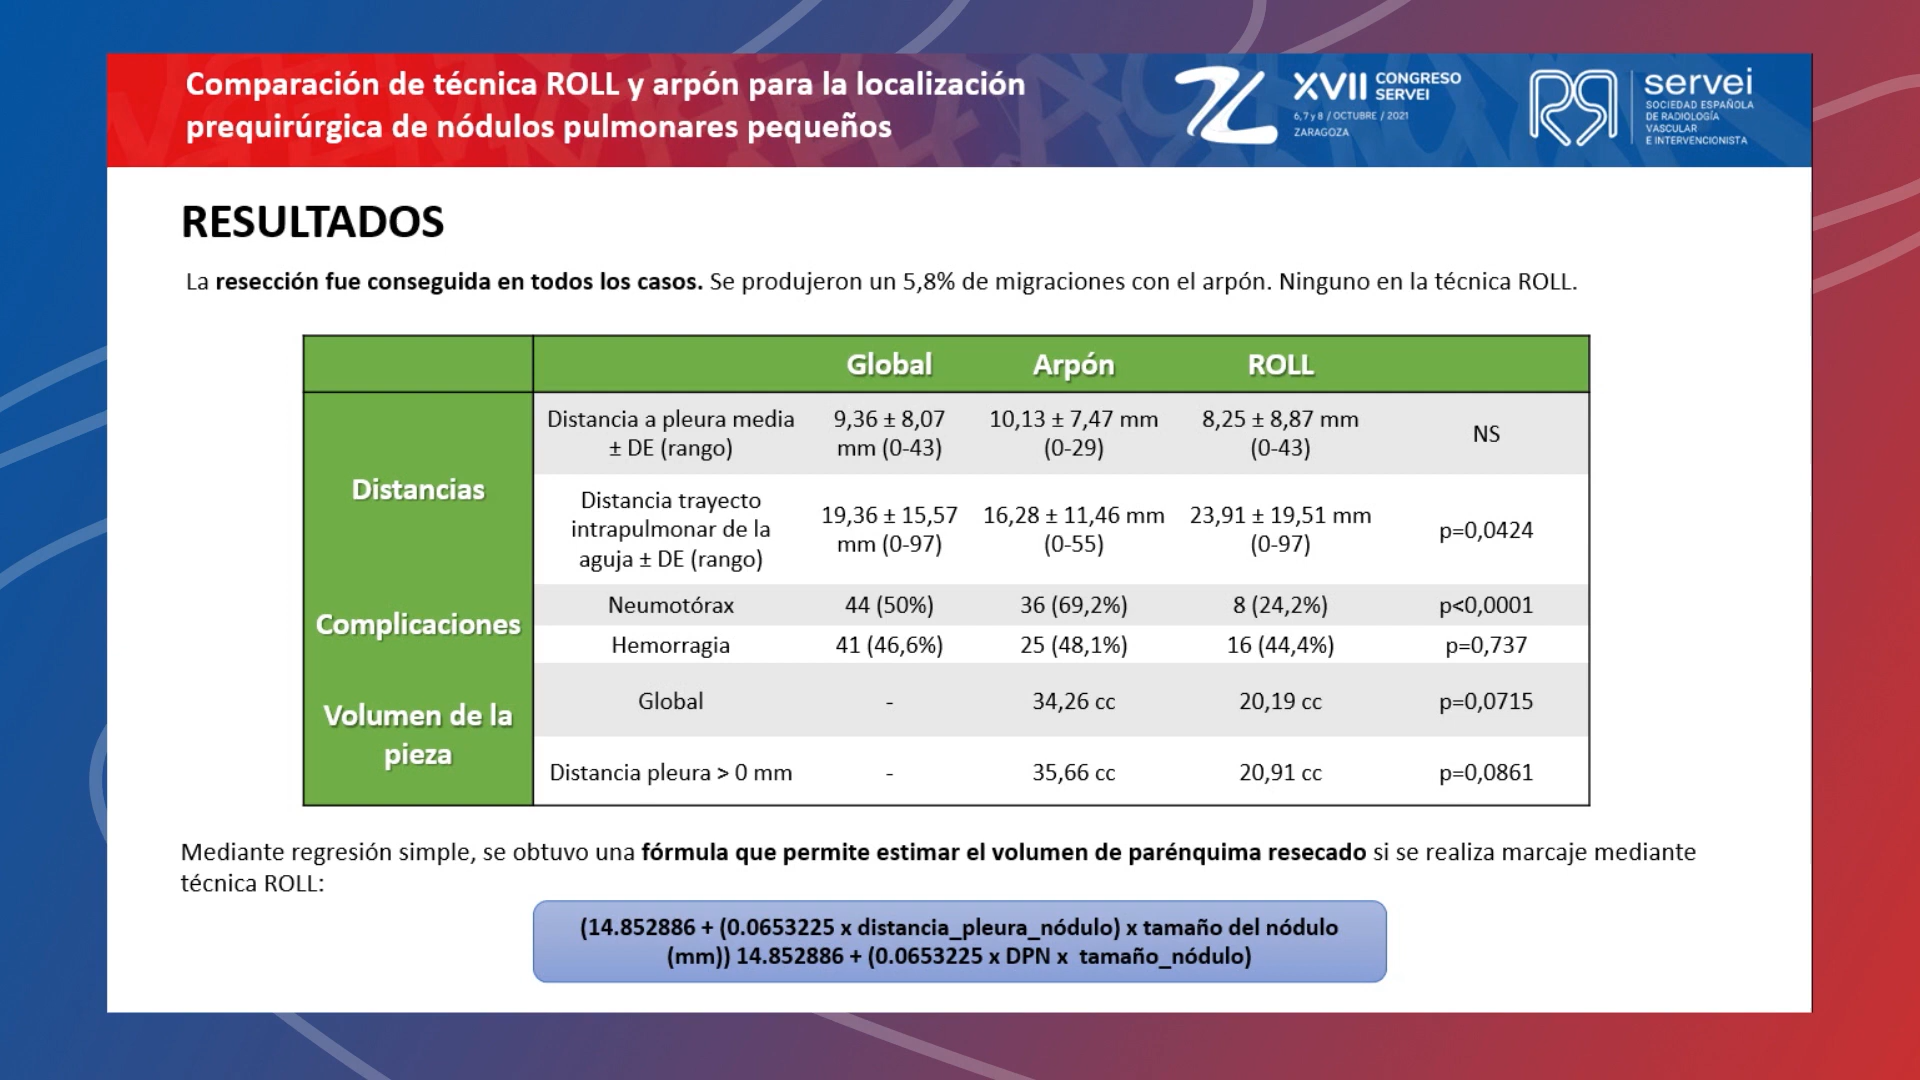 Comparación de técnica ROLL y arpón para la localización
prequirúrgica de nódulos pulmonares pequeños
XVII CONGRESO
SERVEI
6, 7 y 8 / OCTUBRE / 2021
ZARAGOZA
servei
SOCIEDAD ESPAÑOLA
DE RADIOLOGÍA
VASCULAR
E INTERVENCIONISTA
RESULTADOS
La resección fue conseguida en todos los casos. Se produjeron un 5,8% de migraciones con el arpón. Ninguno en la técnica ROLL.
Global Arpón ROLL
Distancias
Distancia a pleura media
± DE (rango)
9,36 ± 8,07
mm (0-43)
10,13 ± 7,47 mm
(0-29)
8,25 ± 8,87 mm
(0-43)
NS
Distancia trayecto
intrapulmonar de la
aguja ± DE (rango)
19,36 ± 15,57
mm (0-97)
16,28 ± 11,46 mm
(0-55)
23,91 ± 19,51 mm
(0-97)
p=0,0424
Complicaciones
Neumotórax 44 (50%) 36 (69,2%) 8 (24,2%) p<0,0001
Hemorragia 41 (46,6%) 25 (48,1%) 16 (44,4%) p=0,737
Volumen de la
pieza
Global - 34,26 cc 20,19 cc p=0,0715
Distancia pleura > 0 mm - 35,66 cc 20,91 cc p=0,0861
Mediante regresión simple, se obtuvo una fórmula que permite estimar el volumen de parénquima resecado si se realiza marcaje mediante
técnica ROLL:
(14.852886 + (0.0653225 x distancia_pleura_nódulo) x tamaño del nódulo
(mm)) 14.852886 + (0.0653225 x DPN x tamaño_nódulo)